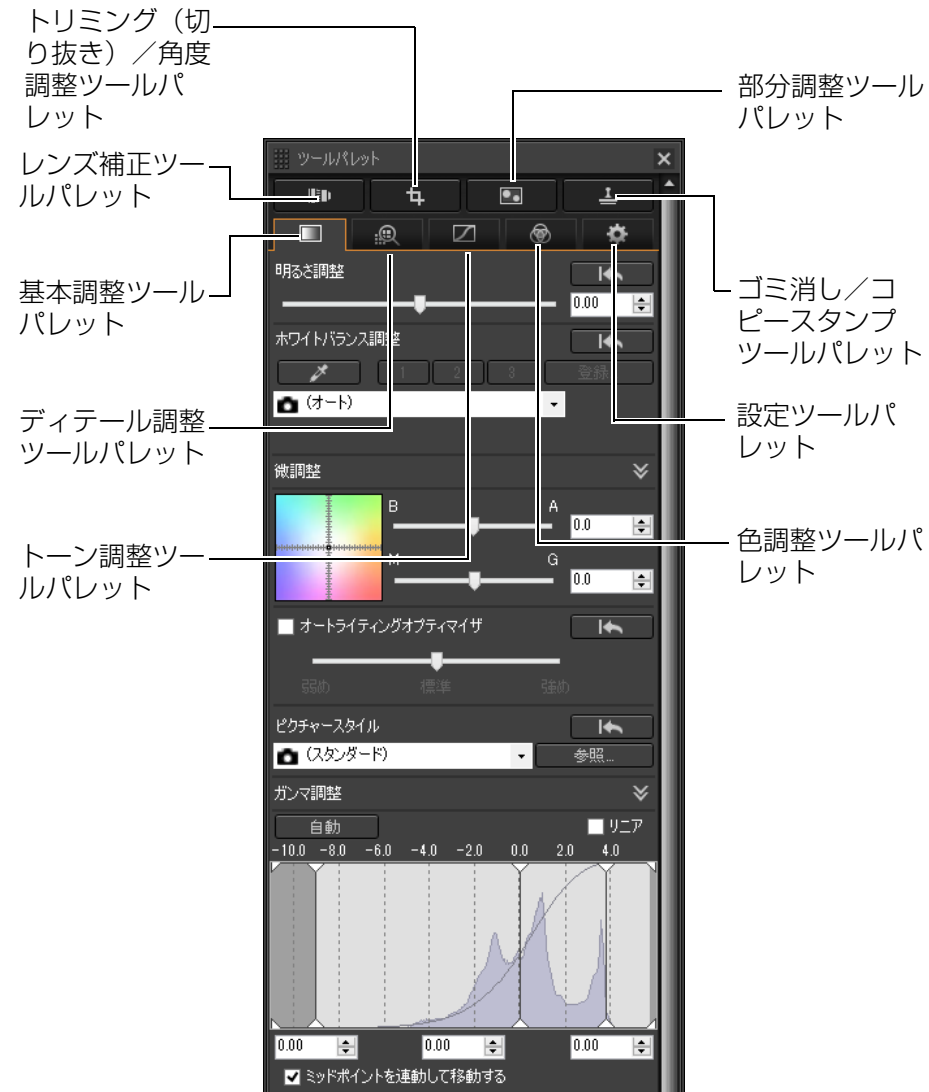 トリミング（切
り抜き）／角度
調整ツールパ
レット
部分調整ツール
パレット
レンズ補正ツー
ルパレット
基本調整ツール
パレット
ゴミ消し／コ
ピースタンプ
ツールパレット
ディテール調整
ツールパレット
設定ツールパ
レット
トーン調整ツー
ルパレット
色調整ツールパ
レット
ツールパレット
明るさ調整
0.00
ホワイトバランス調整
1 2 3 登録
(オート)
微調整
B A 0.0
M G 0.0
オートライティングオプティマイザ
弱め 標準 強め
ピクチャースタイル
(スタンダード) 参照...
ガンマ調整
自動 リニア
-10.0 -8.0 -6.0 -4.0 -2.0 0.0 2.0 4.0
0.00 0.00 0.00
ミッドポイントを連動して移動する